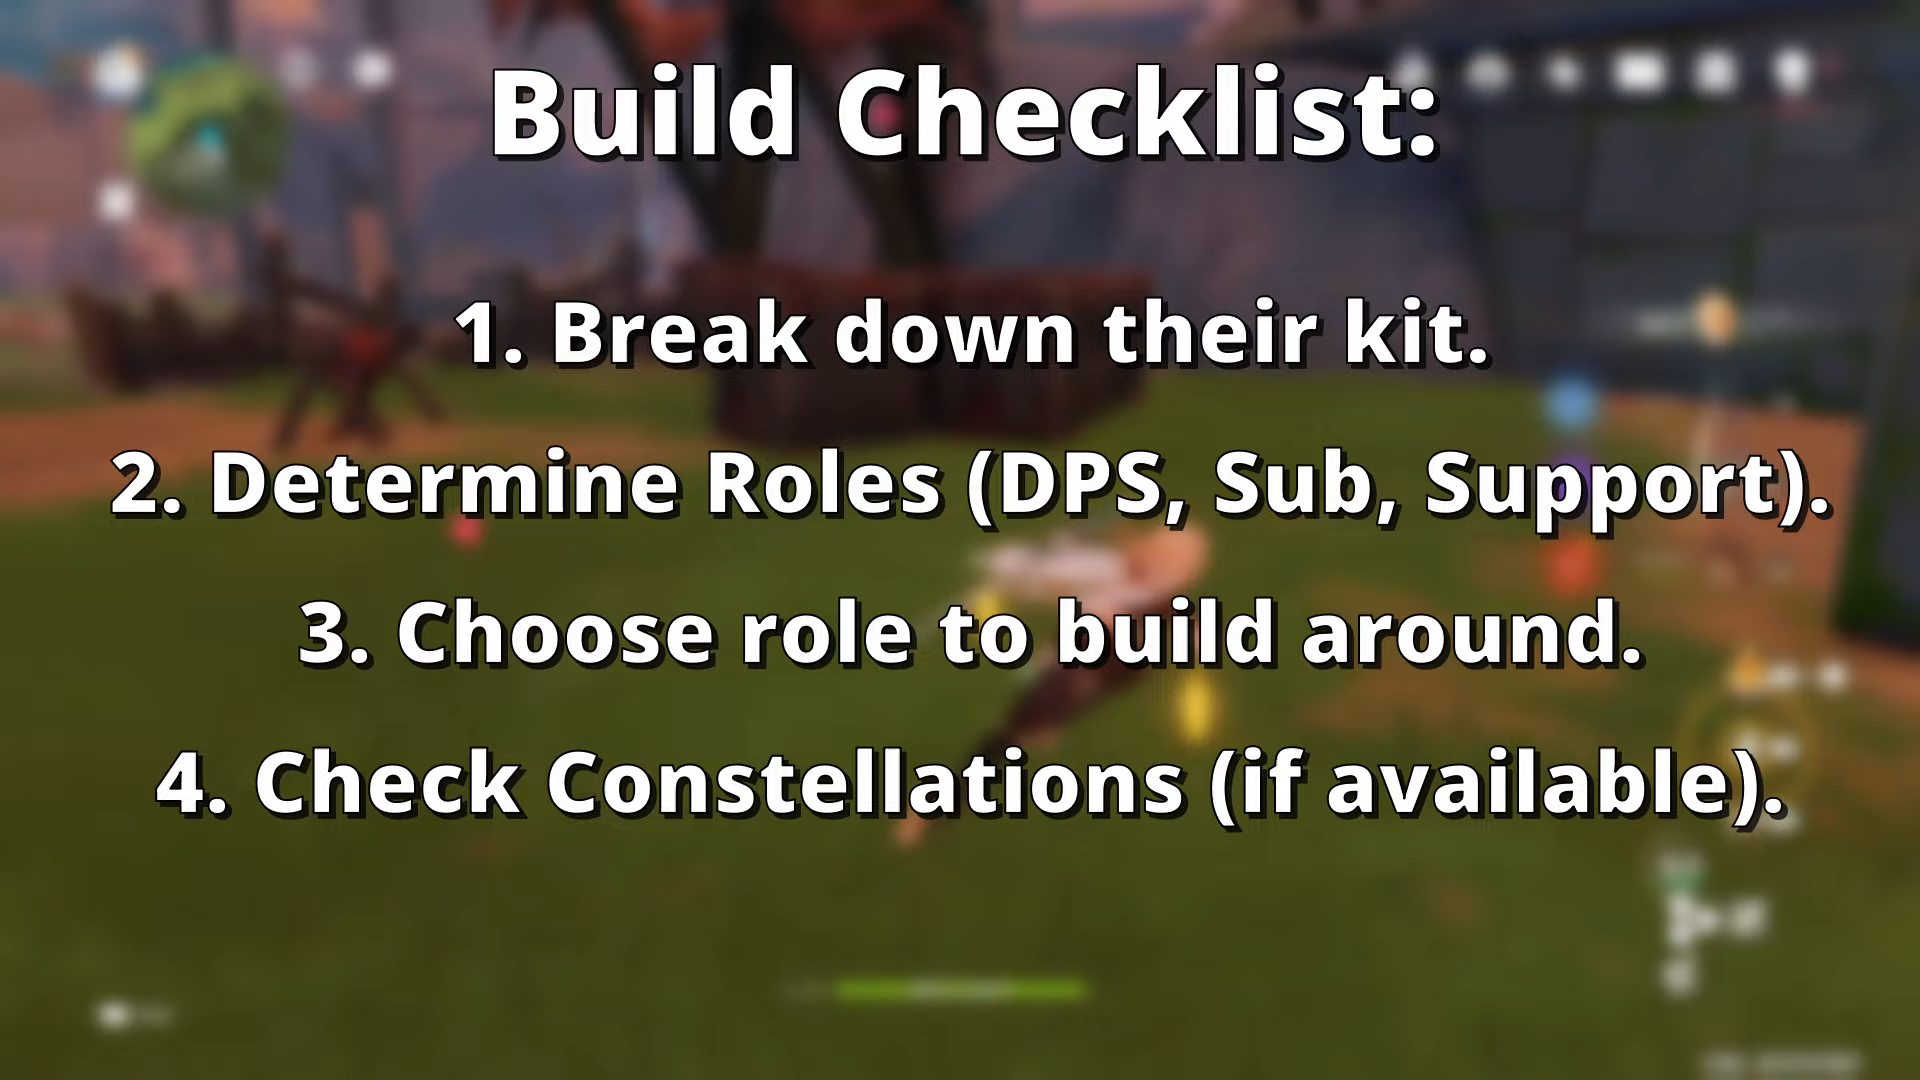 Build Checklist:
1. Break down their kit.
2. Determine Roles (DPS, Sub, Support).
3. Choose role to build around.
4. Check Constellations (if available).